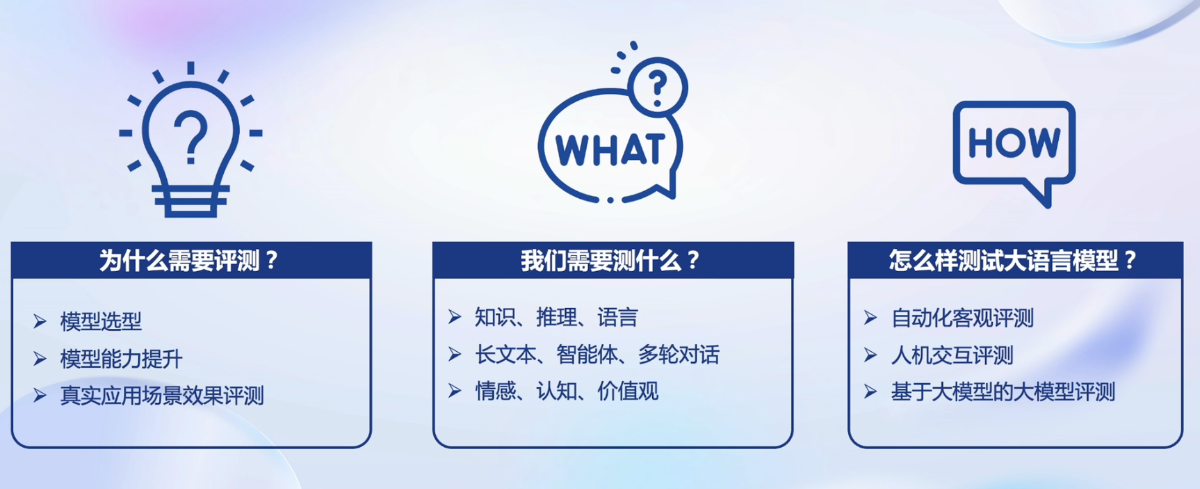 ?
WHAT
?
HOW
为什么需要评测？
模型选型
模型能力提升
真实应用场景效果评测
我们需要测什么？
知识、推理、语言
长文本、智能体、多轮对话
情感、认知、价值观
怎么样测试大语言模型？
自动化客观评测
人机交互评测
基于大模型的大模型评测